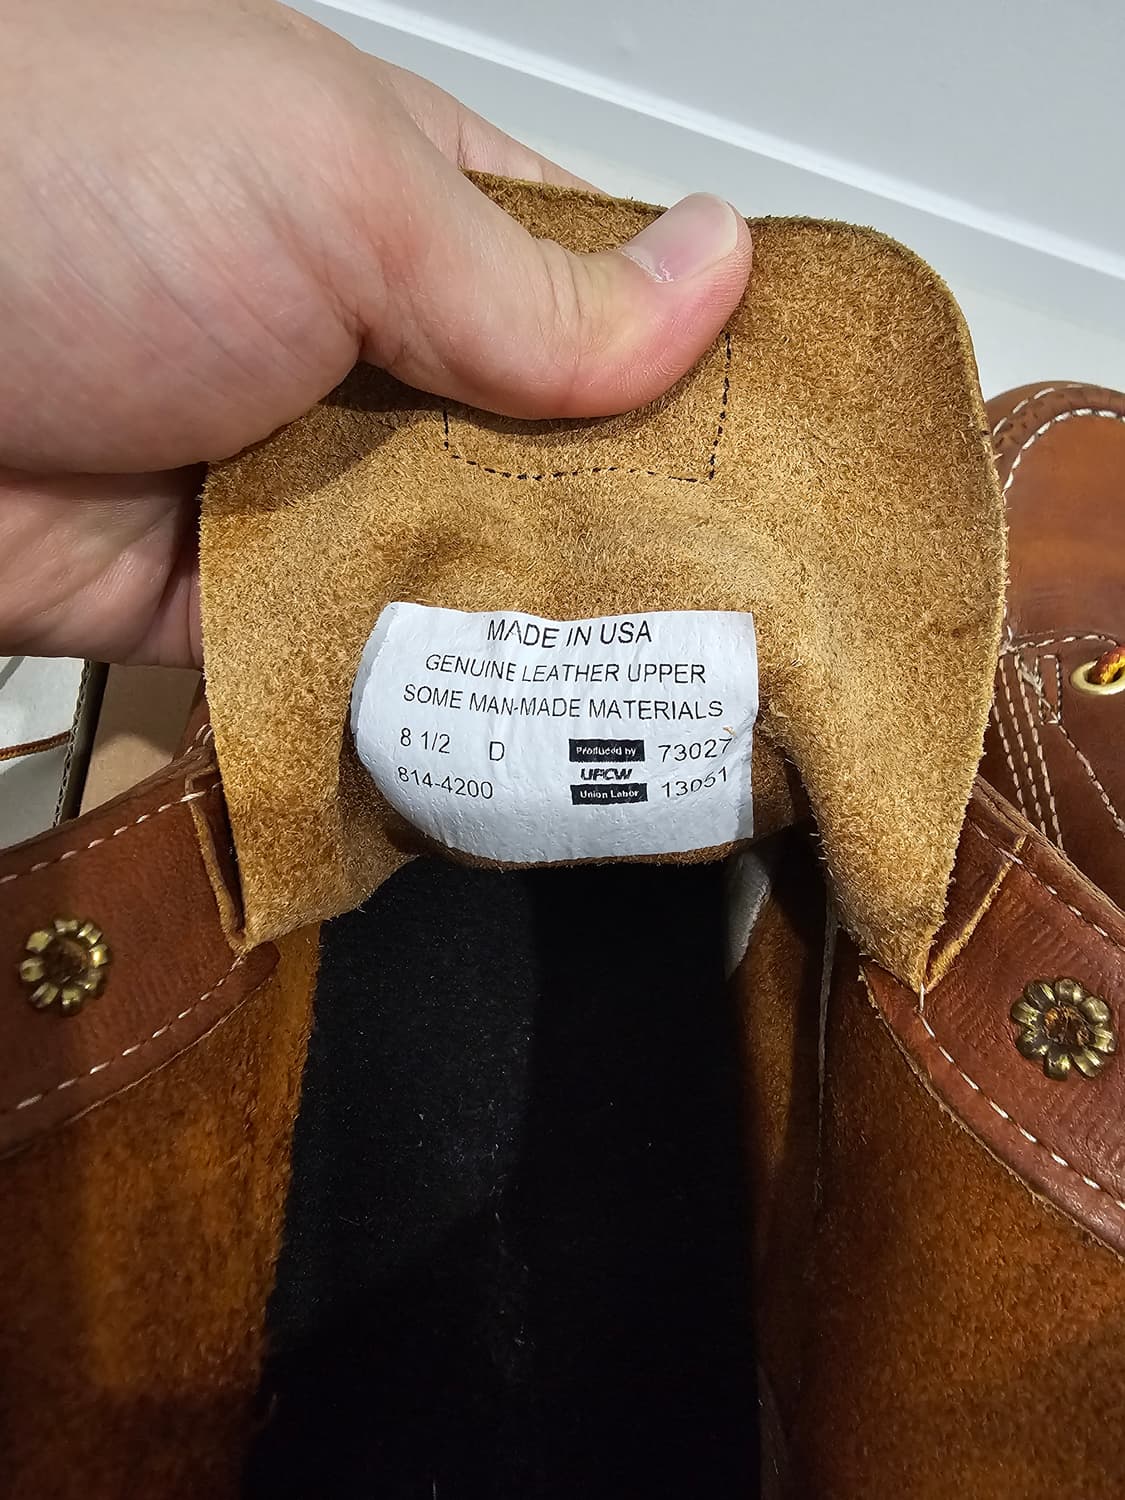 MADE IN USA
GENUINE LEATHER UPPER
SOME MAN-MADE MATERIALS
8 1/2 D Produced by 73027
UFCW
814-4200 Union Labor 13051